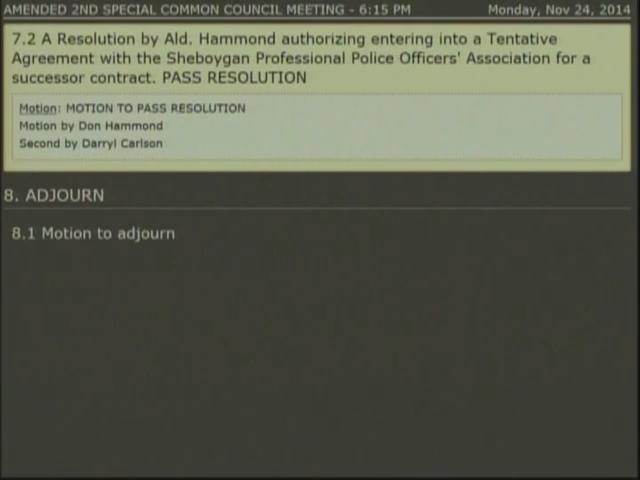 AMENDED 2ND SPECIAL COMMON COUNCIL MEETING - 6:15 PM Monday, Nov 24, 2014
7.2 A Resolution by Ald. Hammond authorizing entering into a Tentative
Agreement with the Sheboygan Professional Police Officers' Association for a
successor contract. PASS RESOLUTION
Motion: MOTION TO PASS RESOLUTION
Motion by Don Hammond
Second by Darryl Carlson
8. ADJOURN
8.1 Motion to adjourn